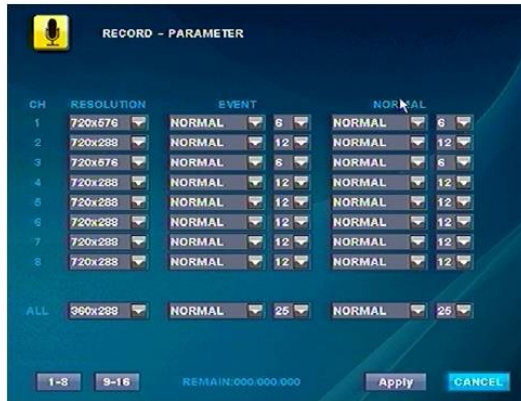 RECORD - PARAMETER
CH RESOLUTION EVENT NORMAL
1 720x576 NORMAL 6 NORMAL 6
2 720x288 NORMAL 12 NORMAL 12
3 720x576 NORMAL 6 NORMAL 6
4 720x288 NORMAL 12 NORMAL 12
5 720x288 NORMAL 12 NORMAL 12
6 720x288 NORMAL 12 NORMAL 12
7 720x288 NORMAL 12 NORMAL 12
8 720x288 NORMAL 12 NORMAL 12
ALL 360x288 NORMAL 25 NORMAL 25
1-8 9-16 REMAIN:000.000.000 Apply CANCEL